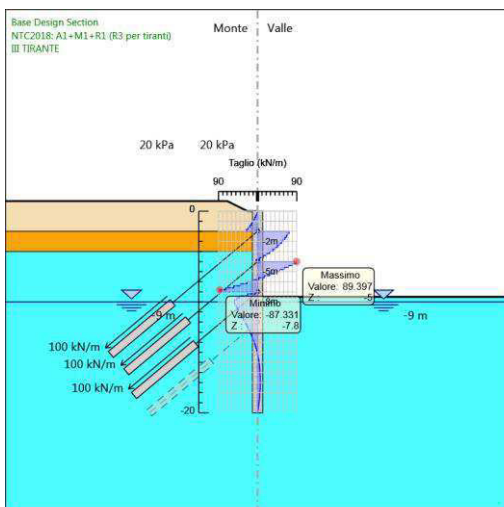 Base Design Section
NTC2018: A1+M1+R1 (R3 per tiranti)
III TIRANTE
Monte
Valle
20 kPa
20 kPa
Taglio (kN/m)
90
90
0
-2m
-5m
Massimo
Valore: 89.397
Z : -5
Minimo
Valore: -87.331
Z : -7.8
-9 m
-9 m
100 kN/m
100 kN/m
100 kN/m
-20